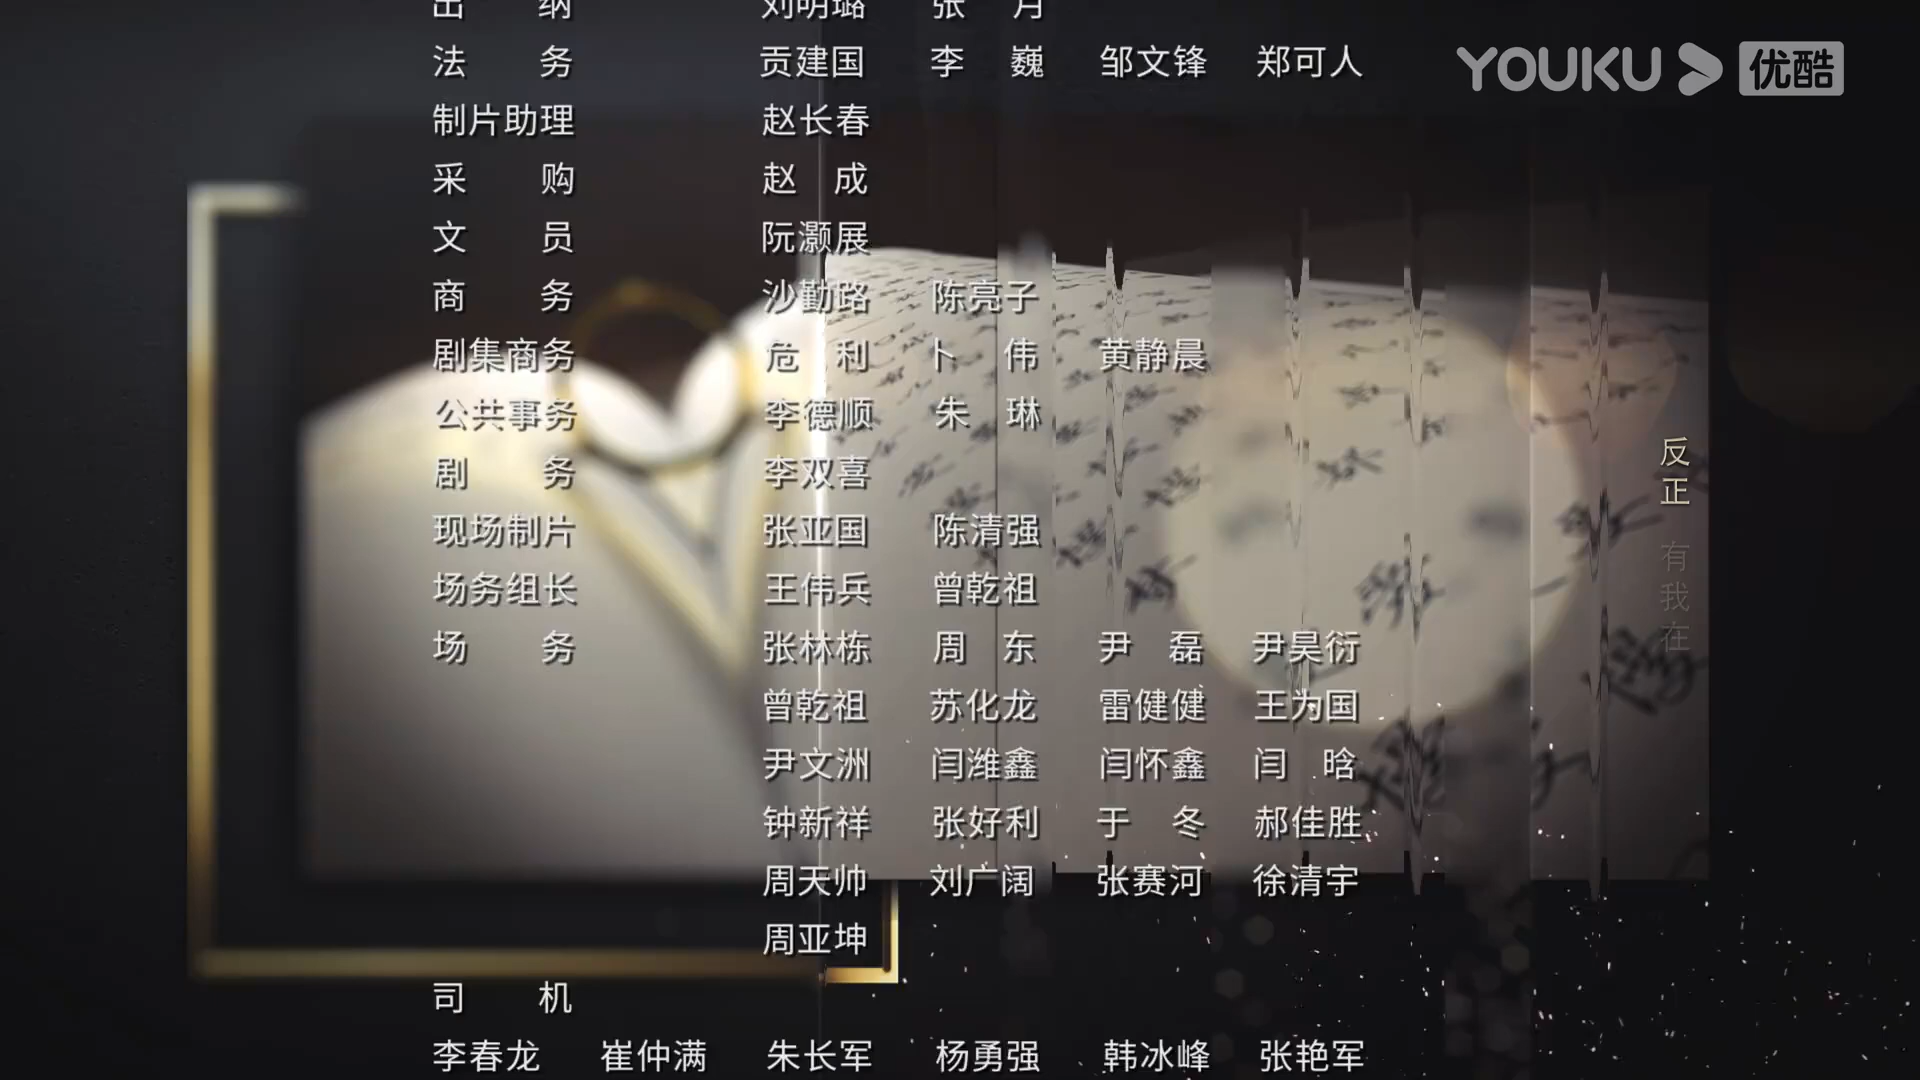 出 纳 刘明璐 张 月
法 务 贡建国 李 巍 邹文锋 郑可人
YOUKU 优酷
制片助理 赵长春
采 购 赵 成
文 员 阮灏展
商 务 沙勤路 陈亮子
剧集商务 危 利 卜 伟 黄静晨
公共事务 李德顺 朱 琳
剧 务 李双喜
现场制片 张亚国 陈清强
场务组长 王伟兵 曾乾祖
场 务 张林栋 周 东 尹 磊 尹昊衍
曾乾祖 苏化龙 雷健健 王为国
尹文洲 闫潍鑫 闫怀鑫 闫 晗
钟新祥 张好利 于 冬 郝佳胜
周天帅 刘广阔 张赛河 徐清宇
周亚坤
司 机
李春龙 崔仲满 朱长军 杨勇强 韩冰峰 张艳军
反正 有我在